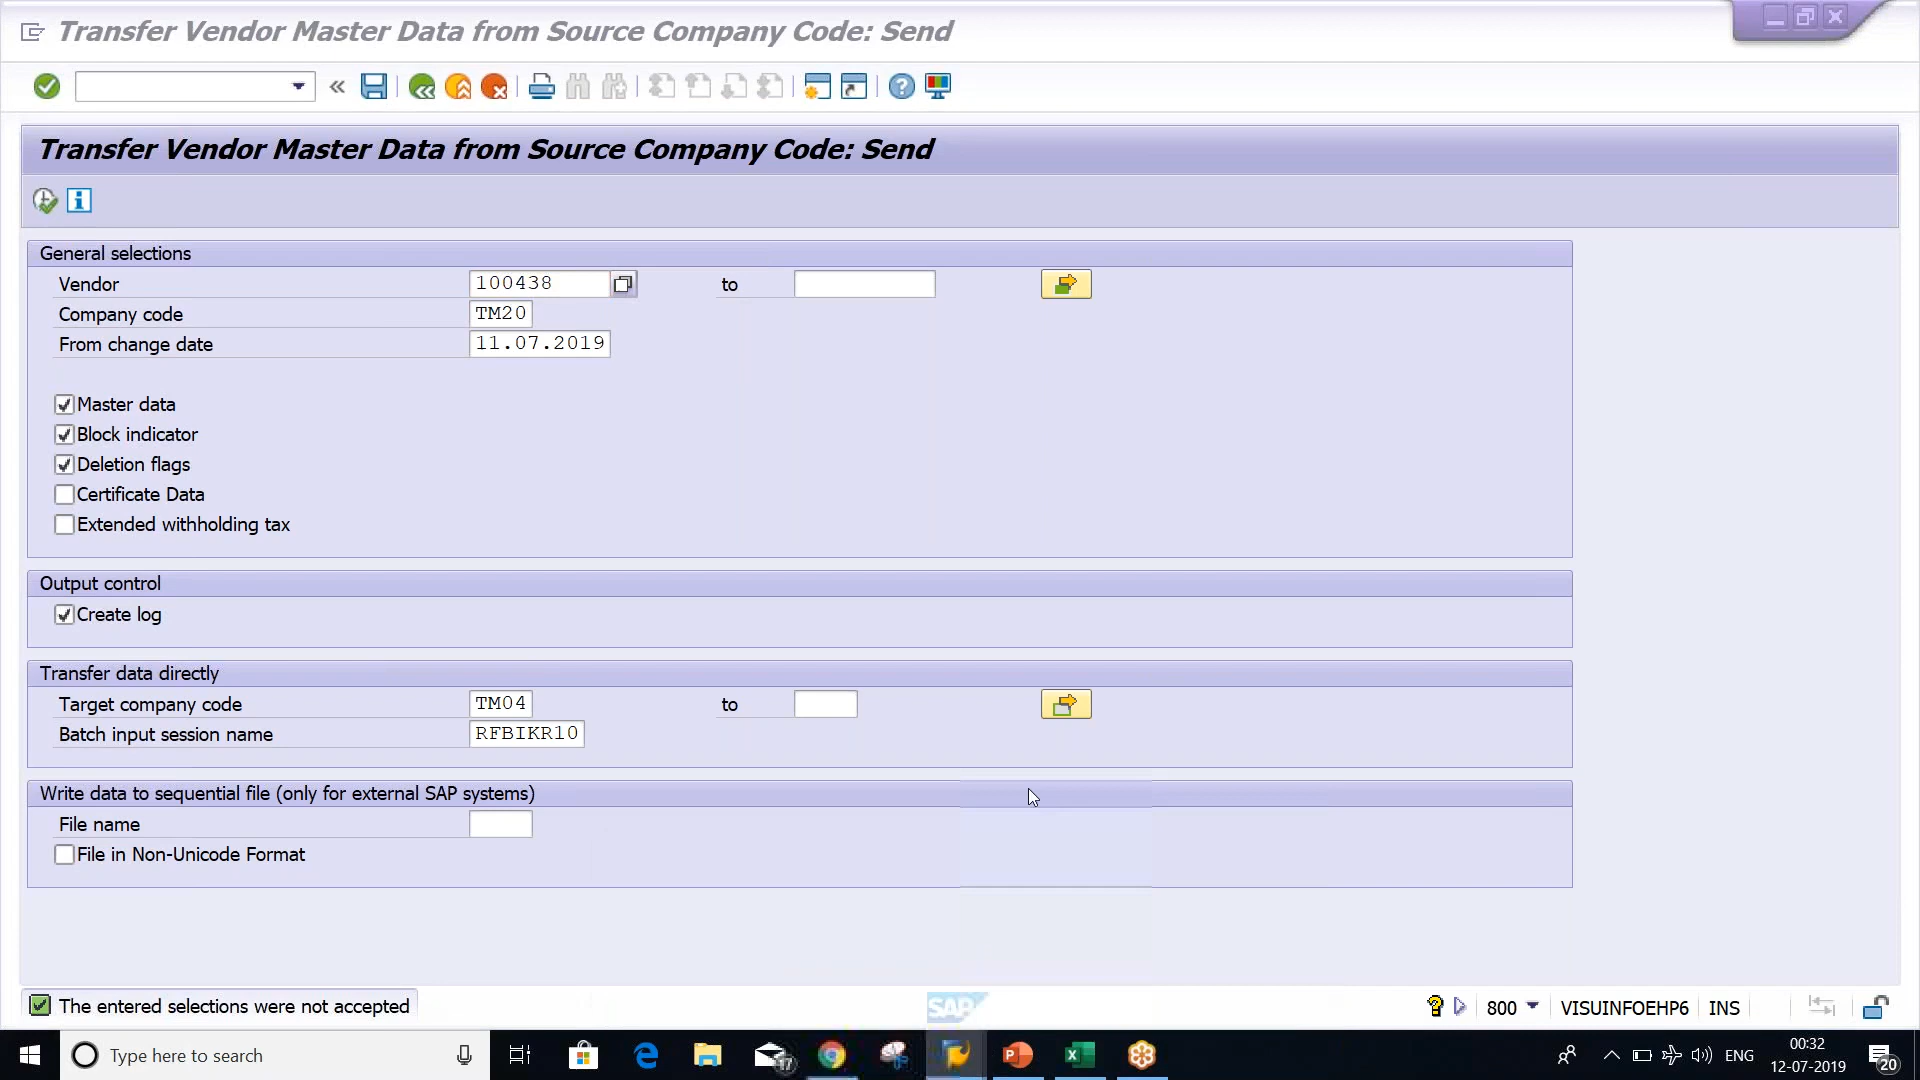 Transfer Vendor Master Data from Source Company Code: Send
Transfer Vendor Master Data from Source Company Code: Send
General selections
Vendor 100438 to
Company code TM20
From change date 11.07.2019
Master data
Block indicator
Deletion flags
Certificate Data
Extended withholding tax
Output control
Create log
Transfer data directly
Target company code TM04 to
Batch input session name RFBIKR10
Write data to sequential file (only for external SAP systems)
File name
File in Non-Unicode Format
The entered selections were not accepted SAP 800 VISUINFOEHP6 INS
Type here to search 17 ENG 00:32
12-07-2019 20